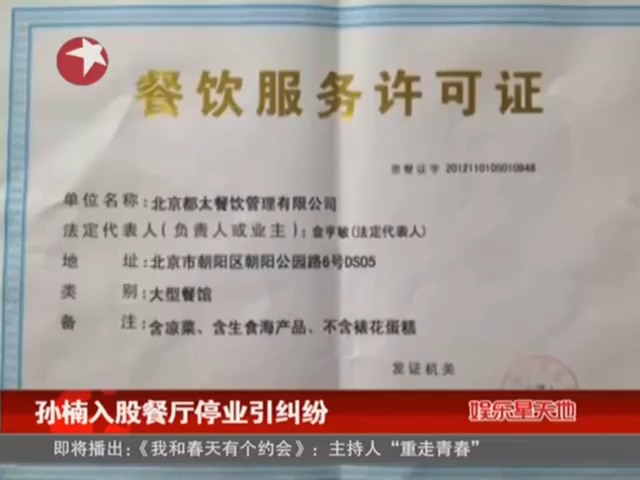 餐饮服务许可证
京餐证字 2012110105010946
单位名称：北京都太餐饮管理有限公司
法定代表人（负责人或业主）：金亨敏（法定代表人）
地址：北京市朝阳区朝阳公园路6号DS05
类别：大型餐馆
备注：含凉菜、含生食海产品、不含裱花蛋糕
发证机关
孙楠入股餐厅停业引纠纷
娱乐星天地
即将播出：《我和春天有个约会》：主持人“重走青春”